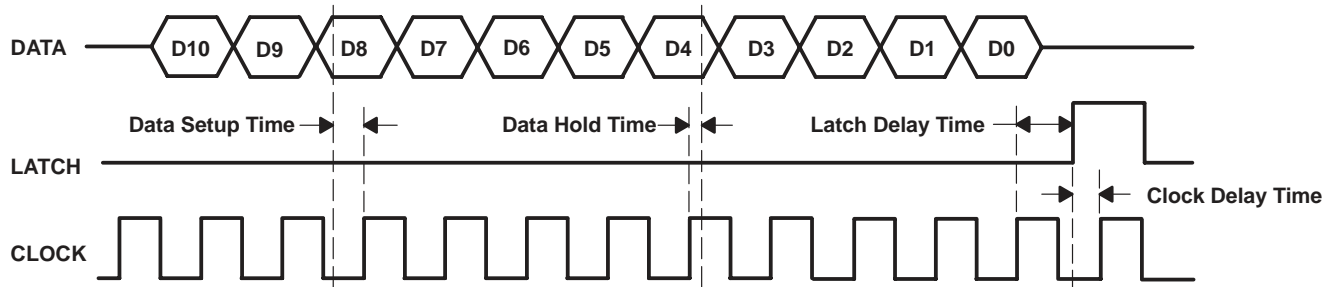 DATA D10 D9 D8 D7 D6 D5 D4 D3 D2 D1 D0
Data Setup Time Data Hold Time Latch Delay Time
LATCH
Clock Delay Time
CLOCK